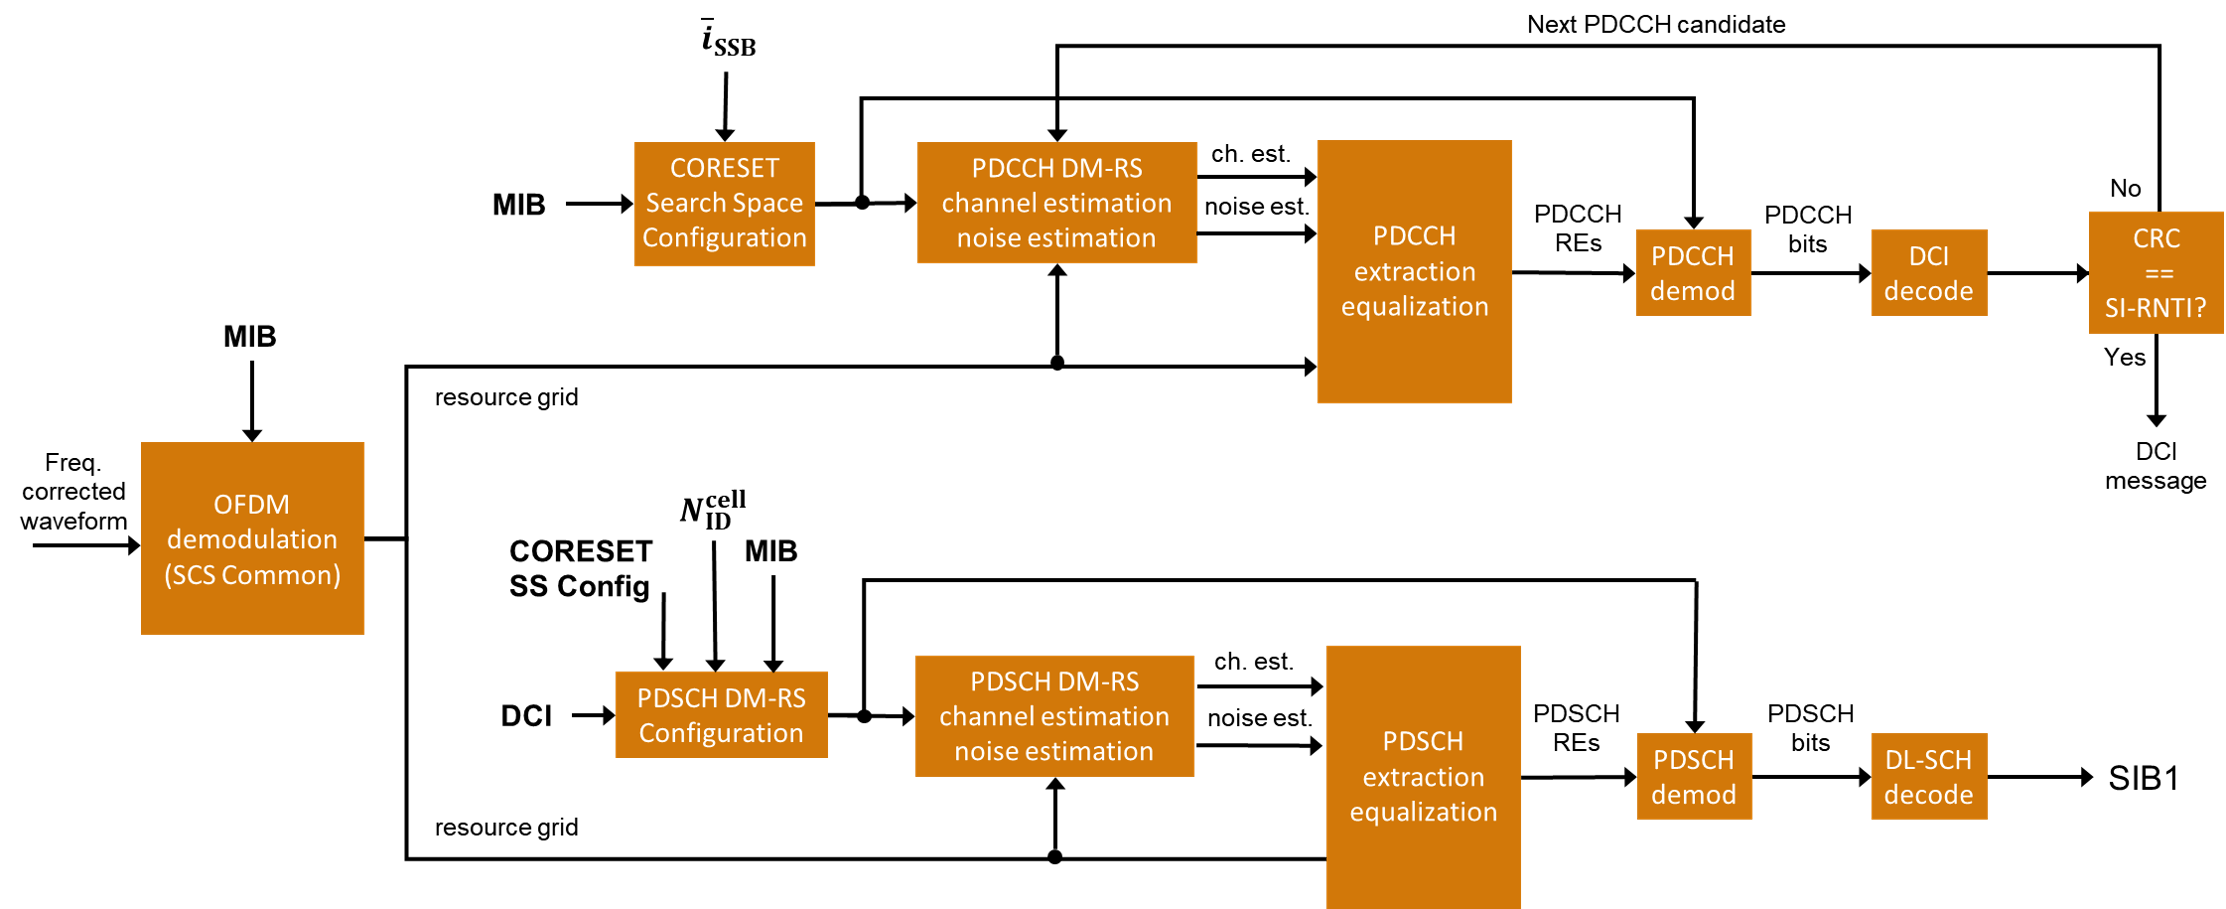 Next PDCCH candidate
i̅SSB
CORESET
Search Space
Configuration
MIB
PDCCH DM-RS
channel estimation
noise estimation
ch. est.
noise est.
PDCCH
extraction
equalization
PDCCH
REs
PDCCH
demod
PDCCH
bits
DCI
decode
No
CRC
==
SI-RNTI?
Yes
DCI
message
MIB
resource grid
Freq.
corrected
waveform
OFDM
demodulation
(SCS Common)
CORESET
SS Config
N_ID^cell
MIB
DCI
PDSCH DM-RS
Configuration
PDSCH DM-RS
channel estimation
noise estimation
ch. est.
noise est.
PDSCH
extraction
equalization
PDSCH
REs
PDSCH
demod
PDSCH
bits
DL-SCH
decode
SIB1
resource grid